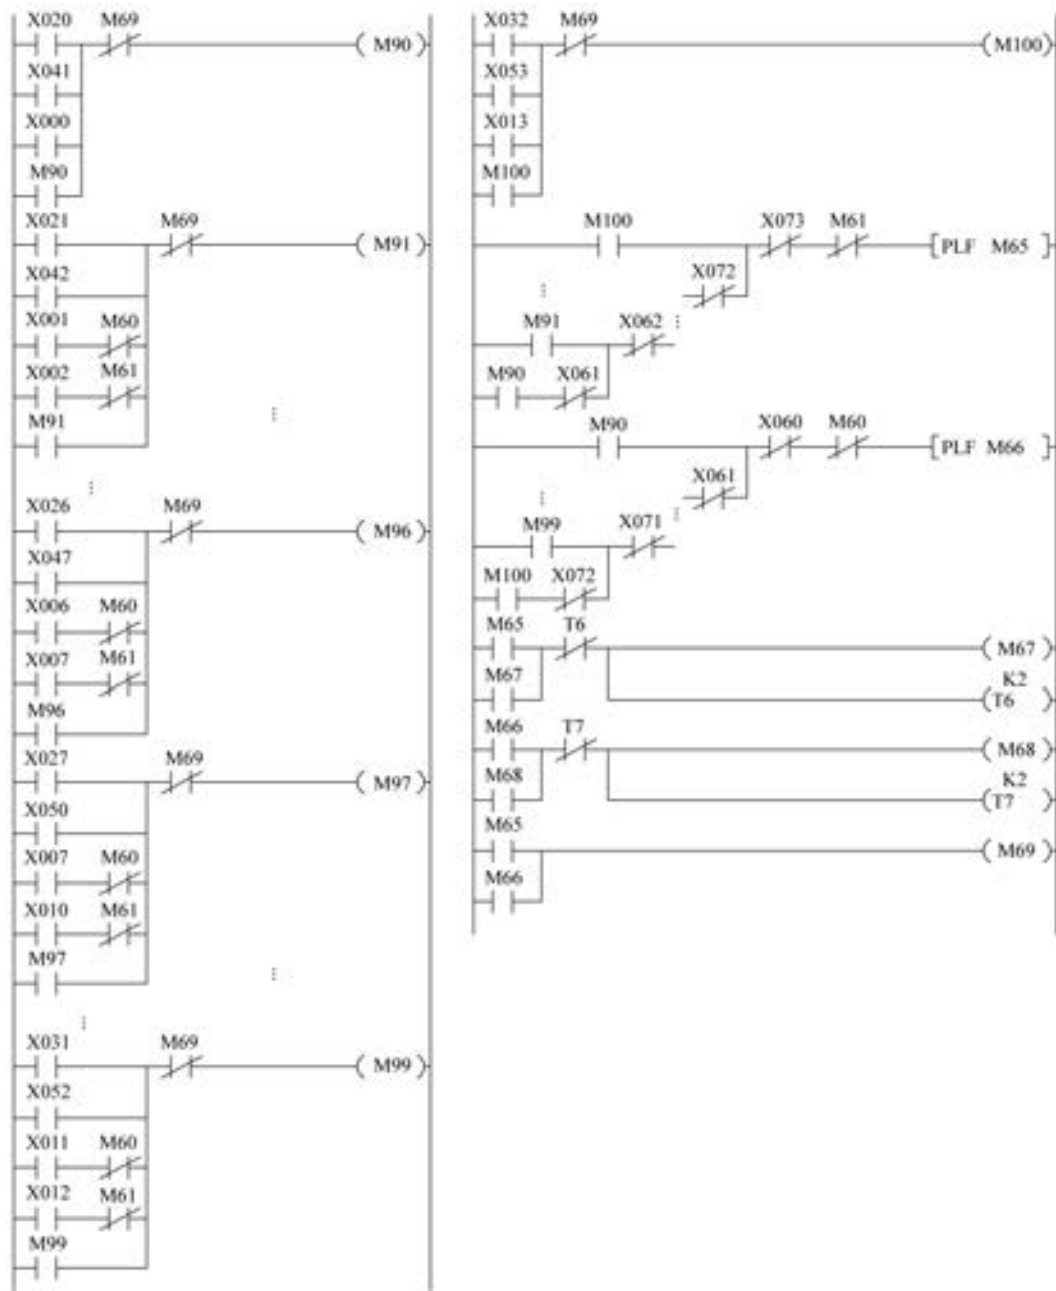 X020 M69
M90
X041
X000
M90
X021 M69
M91
X042
X001 M60
X002 M61
M91
X026 M69
M96
X047
X006 M60
X007 M61
M96
X027 M69
M97
X050
X007 M60
X010 M61
M97
X031 M69
M99
X052
X011 M60
X012 M61
M99
X032 M69
M100
X053
X013
M100
M100 X073 M61
PLF M65
X072
M91 X062
M90 X061
M90 X060 M60
PLF M66
X061
M99 X071
M100 X072
M65 T6
M67
M67 K2
T6
M66 T7
M68
M68 K2
T7
M65
M69
M66